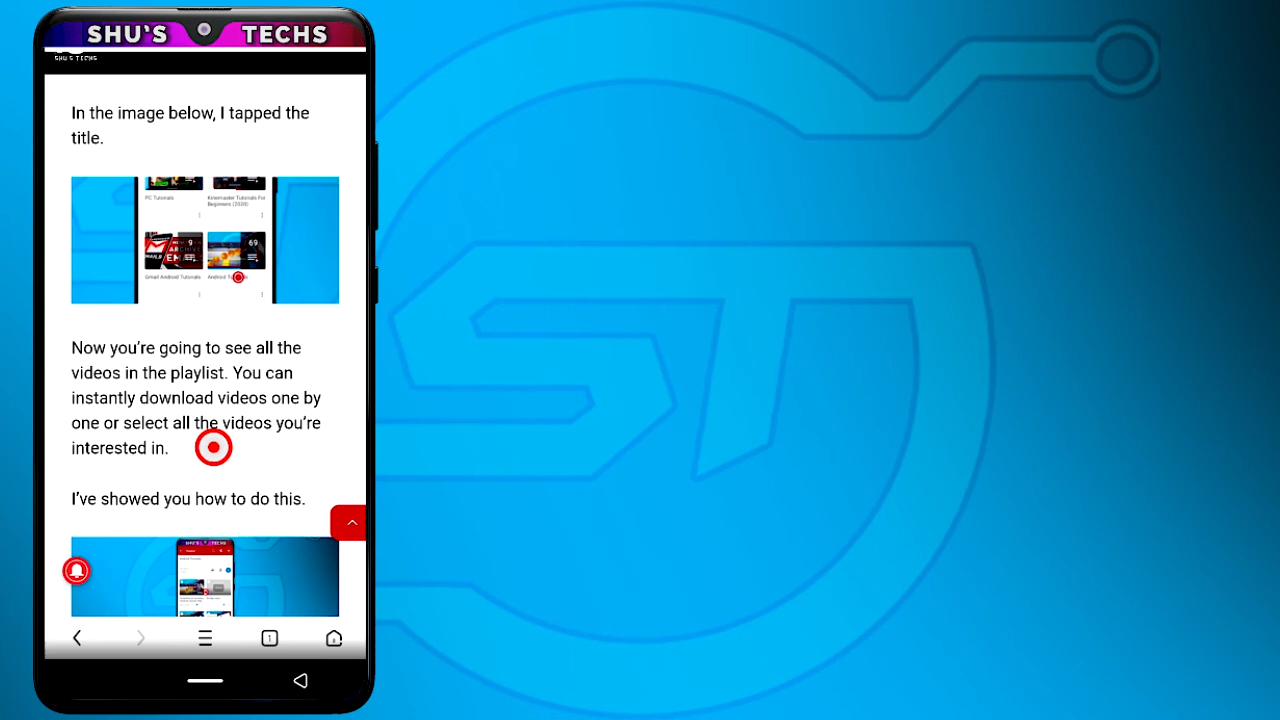 SHU'S TECHS
SHU'S TECHS
In the image below, I tapped the
title.
PC Tutorials
Kinemaster Tutorials For
Beginners (2020)
9
69
Gmail Android Tutorials
Android
Now you're going to see all the
videos in the playlist. You can
instantly download videos one by
one or select all the videos you're
interested in.
I've showed you how to do this.
1
ST